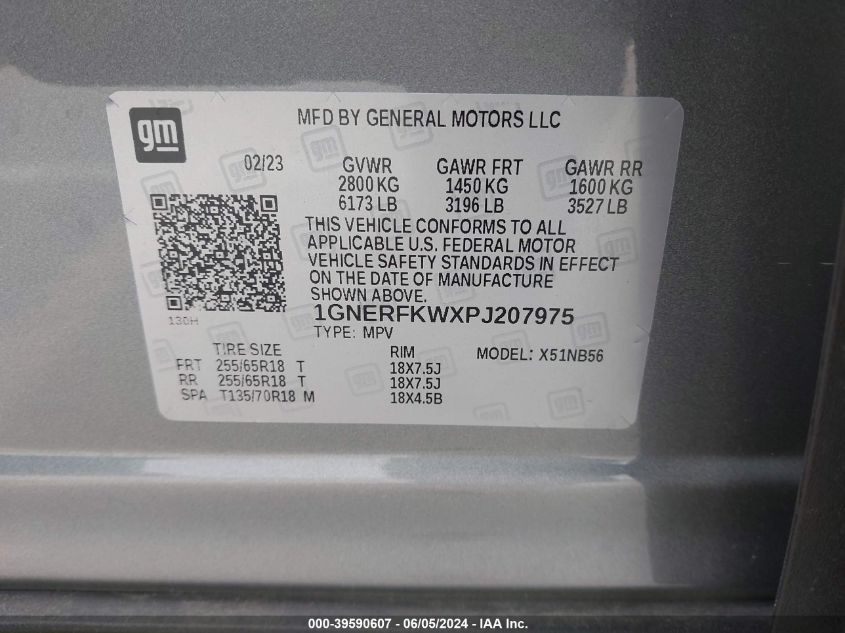 gm
MFD BY GENERAL MOTORS LLC
02/23 GVWR GAWR FRT GAWR RR
2800 KG 1450 KG 1600 KG
6173 LB 3196 LB 3527 LB
THIS VEHICLE CONFORMS TO ALL
APPLICABLE U.S. FEDERAL MOTOR
VEHICLE SAFETY STANDARDS IN EFFECT
ON THE DATE OF MANUFACTURE
SHOWN ABOVE.
130H 1GNERFKWXPJ207975
TYPE: MPV
TIRE SIZE RIM MODEL: X51NB56
FRT 255/65R18 T 18X7.5J
RR 255/65R18 T 18X7.5J
SPA T135/70R18 M 18X4.5B
000-39590607 - 06/05/2024 - IAA, Inc.